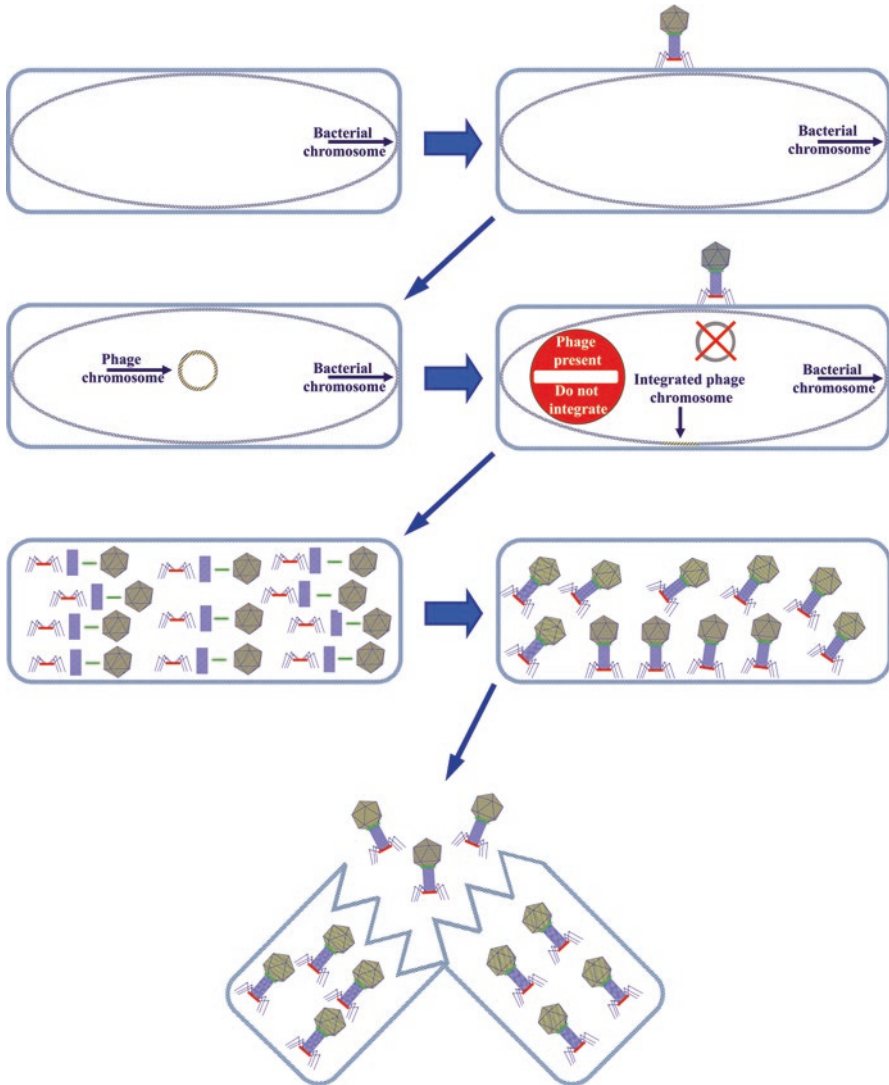 Bacterial
chromosome
Bacterial
chromosome
Phage
chromosome
Bacterial
chromosome
Phage
present
Do not
integrate
Integrated phage
chromosome
Bacterial
chromosome